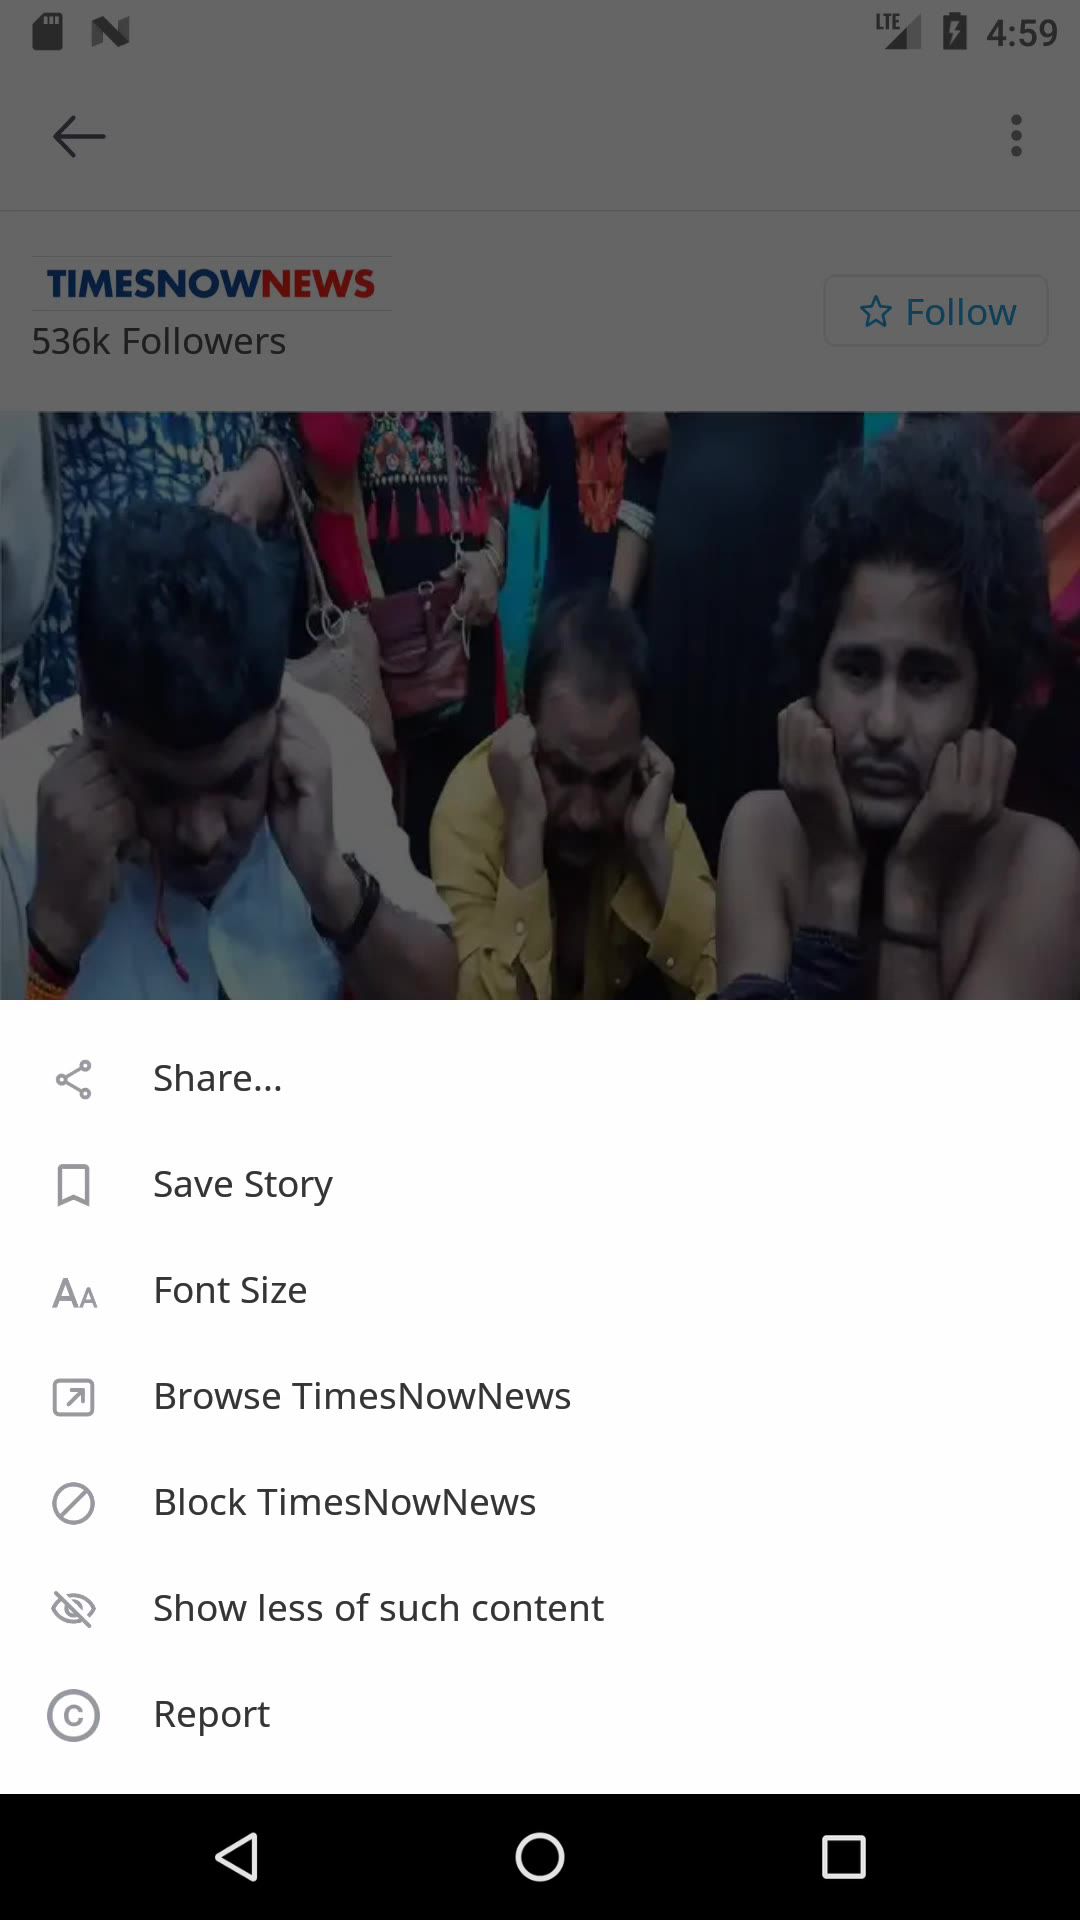 LTE 4:59
TIMESNOWNEWS
536k Followers
Follow
Share...
Save Story
Font Size
Browse TimesNowNews
Block TimesNowNews
Show less of such content
Report